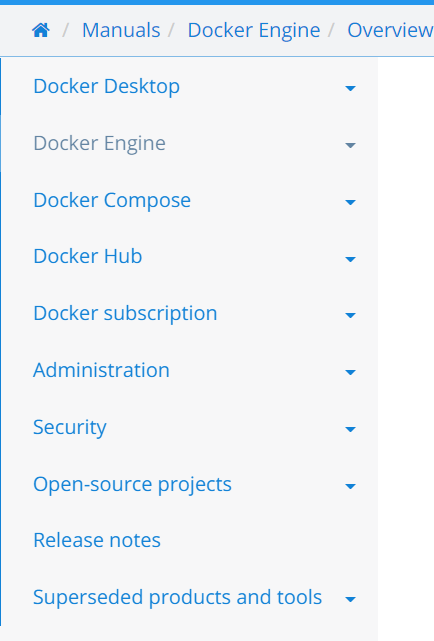 / Manuals / Docker Engine / Overview
Docker Desktop
Docker Engine
Docker Compose
Docker Hub
Docker subscription
Administration
Security
Open-source projects
Release notes
Superseded products and tools